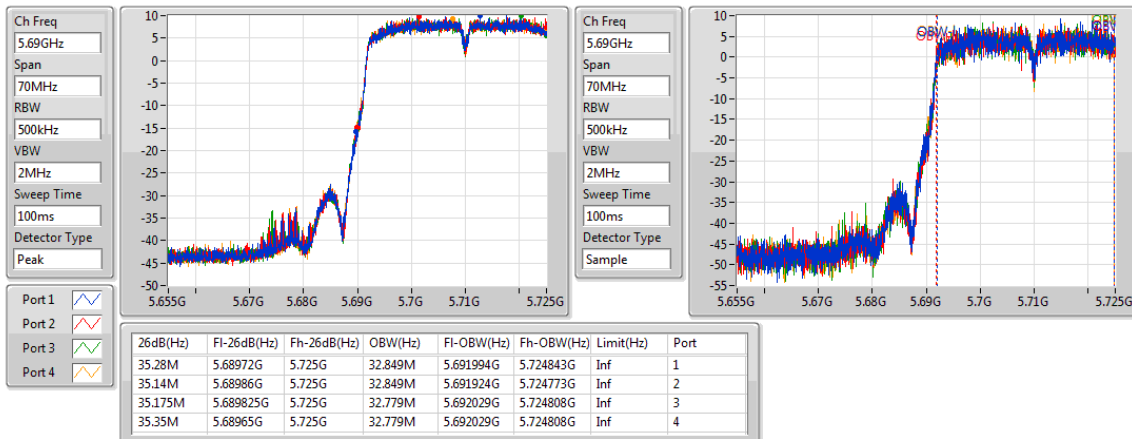 Ch Freq
5.69GHz
Span
70MHz
RBW
500kHz
VBW
2MHz
Sweep Time
100ms
Detector Type
Peak
10
5
0
-5
-10
-15
-20
-25
-30
-35
-40
-45
-50
5.655G 5.67G 5.68G 5.69G 5.7G 5.71G 5.725G
Ch Freq
5.69GHz
Span
70MHz
RBW
500kHz
VBW
2MHz
Sweep Time
100ms
Detector Type
Sample
10
5
0
-5
-10
-15
-20
-25
-30
-35
-40
-45
-50
-55
5.655G 5.67G 5.68G 5.69G 5.7G 5.71G 5.725G
Port 1
Port 2
Port 3
Port 4
26dB(Hz) Fl-26dB(Hz) Fh-26dB(Hz) OBW(Hz) Fl-OBW(Hz) Fh-OBW(Hz) Limit(Hz) Port
35.28M 5.68972G 5.725G 32.849M 5.691994G 5.724843G Inf 1
35.14M 5.68986G 5.725G 32.849M 5.691924G 5.724773G Inf 2
35.175M 5.689825G 5.725G 32.779M 5.692029G 5.724808G Inf 3
35.35M 5.68965G 5.725G 32.779M 5.692029G 5.724808G Inf 4